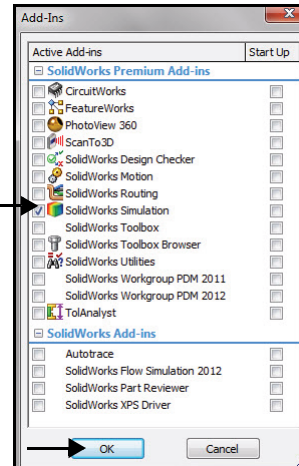 Add-Ins
Active Add-ins Start Up
SolidWorks Premium Add-ins
CircuitWorks
FeatureWorks
PhotoView 360
ScanTo3D
SolidWorks Design Checker
SolidWorks Motion
SolidWorks Routing
SolidWorks Simulation
SolidWorks Toolbox
SolidWorks Toolbox Browser
SolidWorks Utilities
SolidWorks Workgroup PDM 2011
SolidWorks Workgroup PDM 2012
TolAnalyst
SolidWorks Add-ins
Autotrace
SolidWorks Flow Simulation 2012
SolidWorks Part Reviewer
SolidWorks XPS Driver
OK Cancel